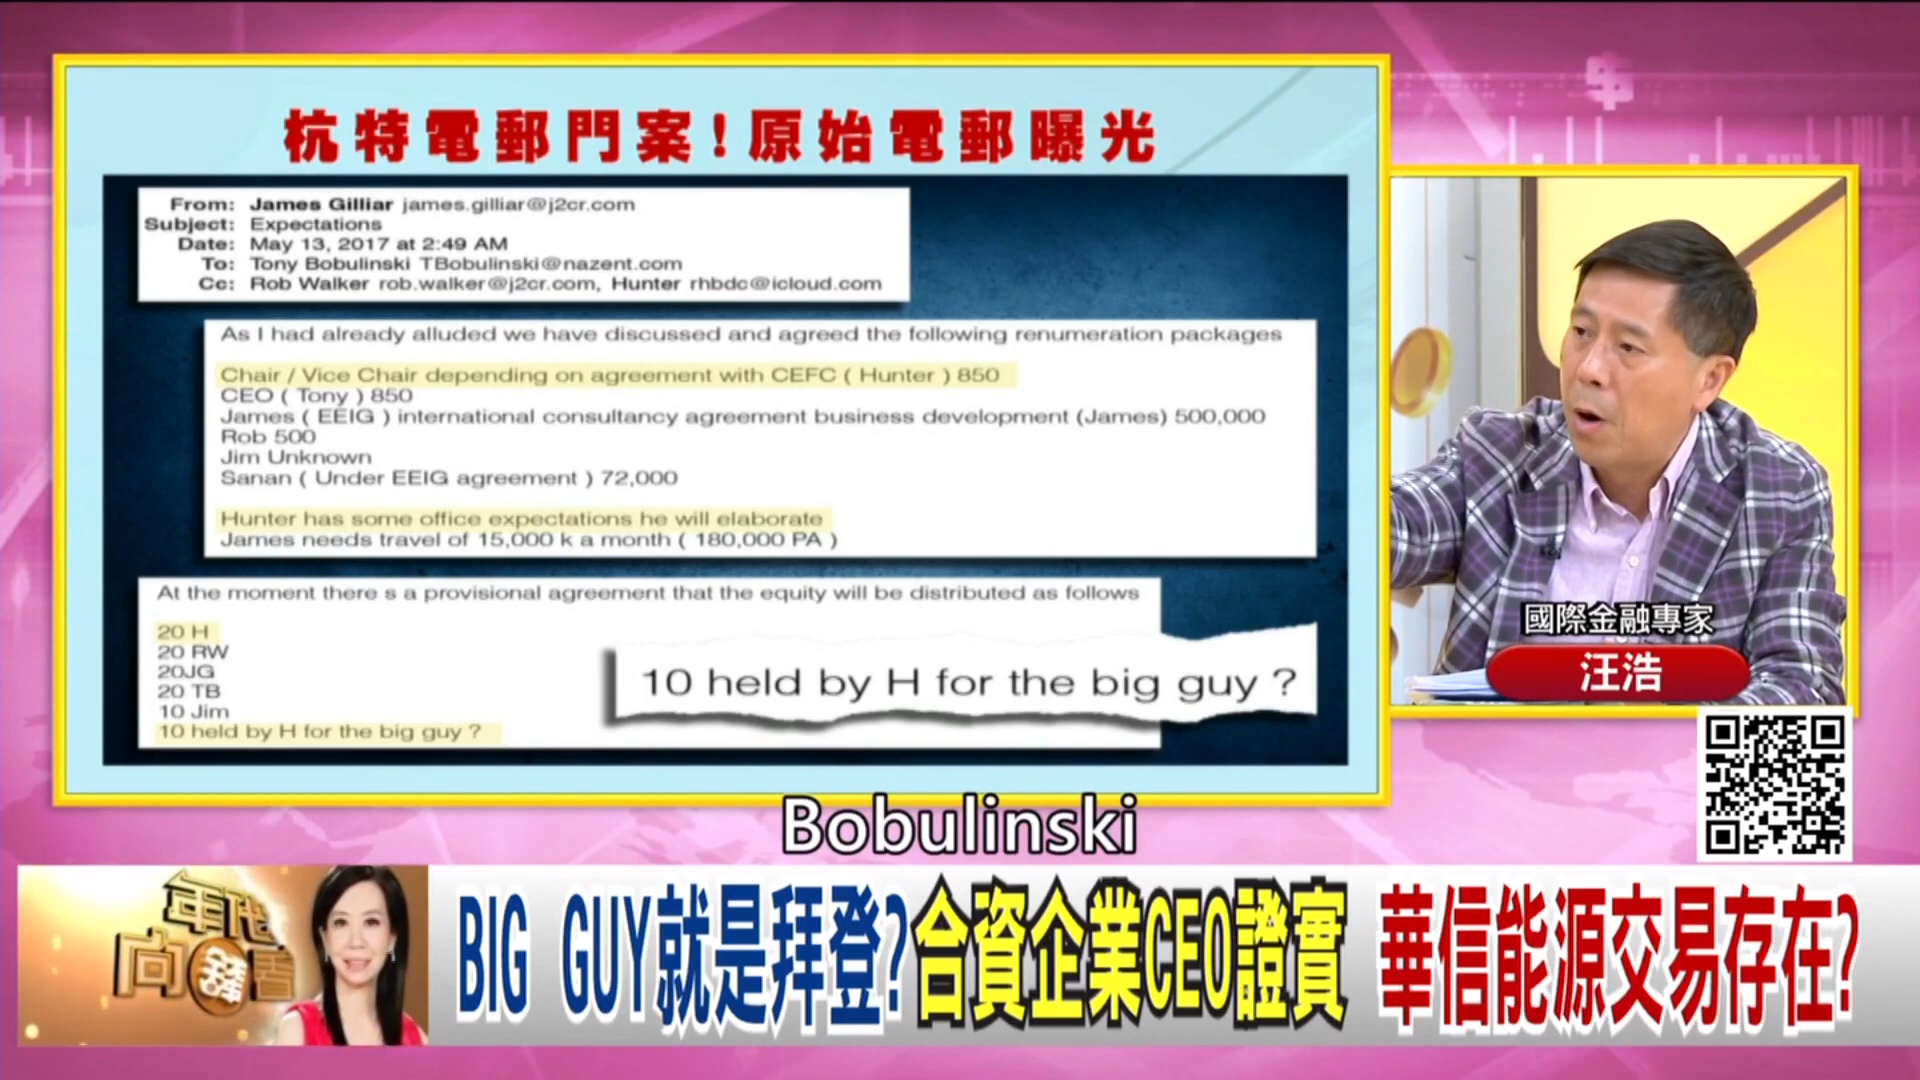 杭特電郵門案!原始電郵曝光
From: James Gilliar james.gilliar@j2cr.com
Subject: Expectations
Date: May 13, 2017 at 2:49 AM
To: Tony Bobulinski TBobulinski@nazent.com
Cc: Rob Walker rob.walker@j2cr.com, Hunter rhbdc@icloud.com
As I had already alluded we have discussed and agreed the following renumeration packages
Chair / Vice Chair depending on agreement with CEFC ( Hunter ) 850
CEO ( Tony ) 850
James ( EEIG ) international consultancy agreement business development (James) 500,000
Rob 500
Jim Unknown
Sanan ( Under EEIG agreement ) 72,000
Hunter has some office expectations he will elaborate
James needs travel of 15,000 k a month ( 180,000 PA )
At the moment there s a provisional agreement that the equity will be distributed as follows
20 H
20 RW
20JG
20 TB
10 Jim
10 held by H for the big guy ?
10 held by H for the big guy ?
國際金融專家
汪浩
Bobulinski
年代
向錢看
BIG GUY就是拜登?合資企業CEO證實 華信能源交易存在?